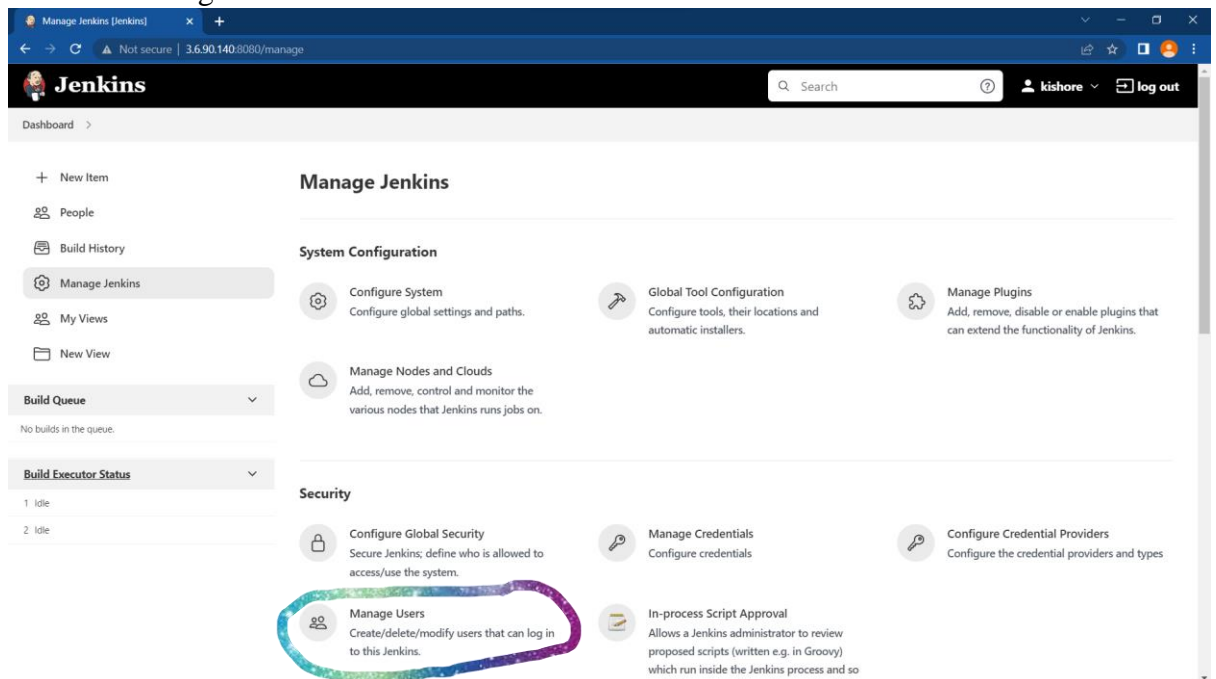 Manage Jenkins [Jenkins]
Not secure | 3.6.90.140:8080/manage
Jenkins
Search
kishore
log out
Dashboard
New Item
People
Build History
Manage Jenkins
My Views
New View
Build Queue
No builds in the queue.
Build Executor Status
1 Idle
2 Idle
Manage Jenkins
System Configuration
Configure System
Configure global settings and paths.
Global Tool Configuration
Configure tools, their locations and
automatic installers.
Manage Plugins
Add, remove, disable or enable plugins that
can extend the functionality of Jenkins.
Manage Nodes and Clouds
Add, remove, control and monitor the
various nodes that Jenkins runs jobs on.
Security
Configure Global Security
Secure Jenkins; define who is allowed to
access/use the system.
Manage Credentials
Configure credentials
Configure Credential Providers
Configure the credential providers and types
Manage Users
Create/delete/modify users that can log in
to this Jenkins.
In-process Script Approval
Allows a Jenkins administrator to review
proposed scripts (written e.g. in Groovy)
which run inside the Jenkins process and so